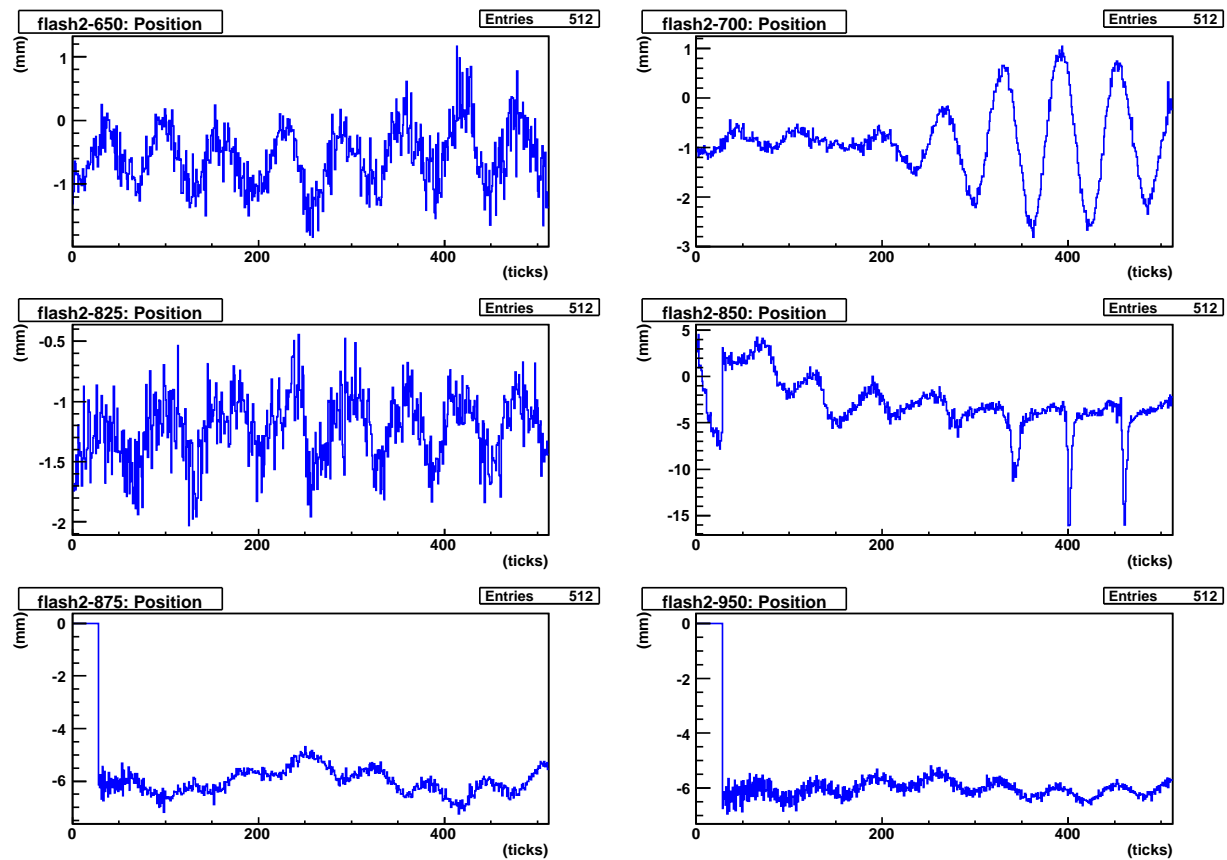 flash2-650: Position
Entries 512
(mm)
1
0
-1
0 200 400
(ticks)
flash2-700: Position
Entries 512
(mm)
1
0
-1
-2
-3
0 200 400
(ticks)
flash2-825: Position
Entries 512
(mm)
-0.5
-1
-1.5
-2
0 200 400
(ticks)
flash2-850: Position
Entries 512
(mm)
5
0
-5
-10
-15
0 200 400
(ticks)
flash2-875: Position
Entries 512
(mm)
0
-2
-4
-6
0 200 400
(ticks)
flash2-950: Position
Entries 512
(mm)
0
-2
-4
-6
0 200 400
(ticks)